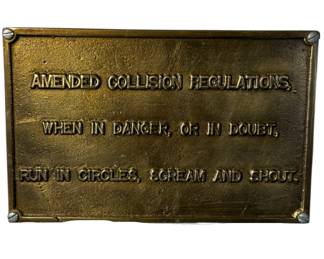 AMENDED COLLISION REGULATIONS,
WHEN IN DANGER, OR IN DOUBT,
RUN IN CIRCLES, SCREAM AND SHOUT.